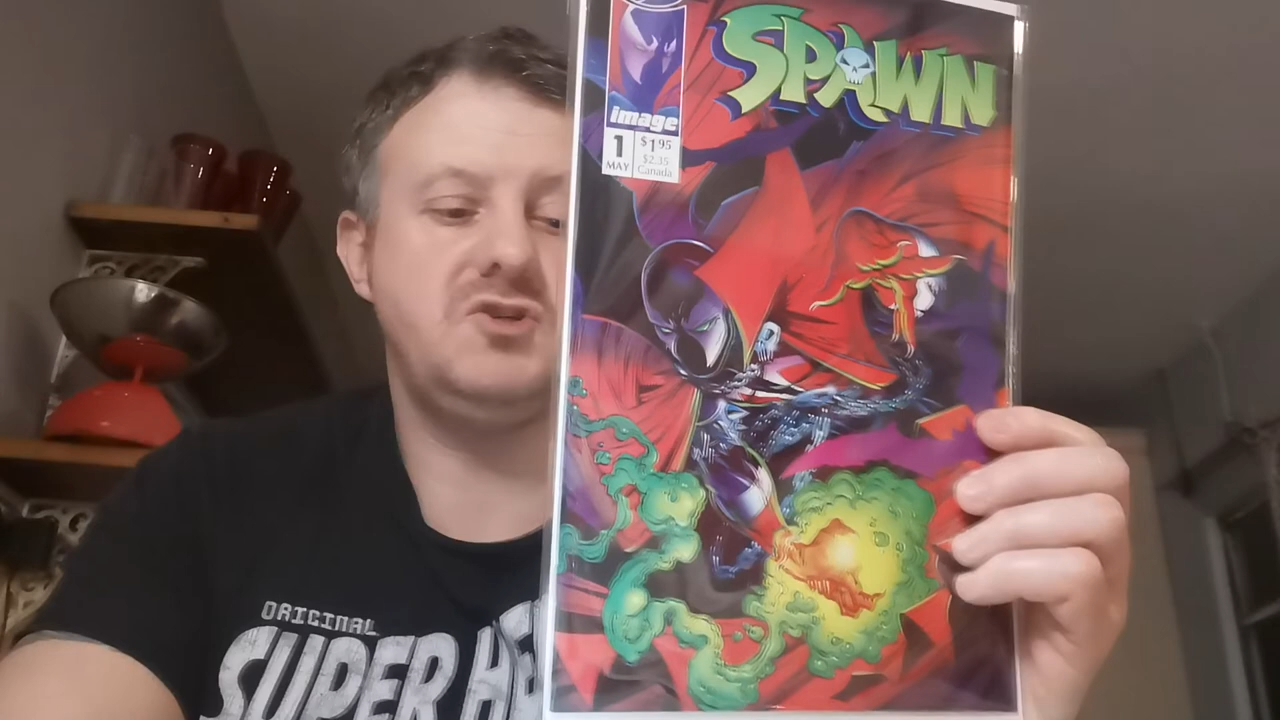 SPAWN
image
1
MAY
$1.95
$2.35
Canada
ORIGINAL
SUPER HE